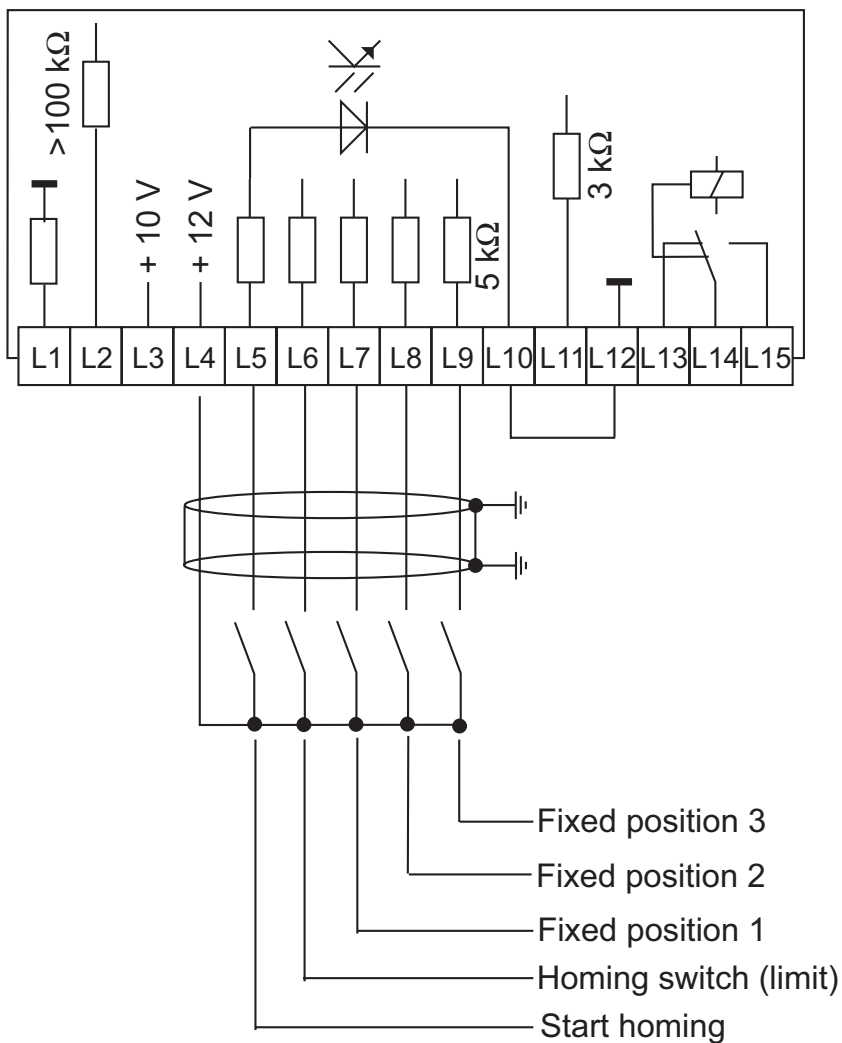 >100 kΩ
+ 10 V
+ 12 V
5 kΩ
3 kΩ
L1 L2 L3 L4 L5 L6 L7 L8 L9 L10 L11 L12 L13 L14 L15
Fixed position 3
Fixed position 2
Fixed position 1
Homing switch (limit)
Start homing